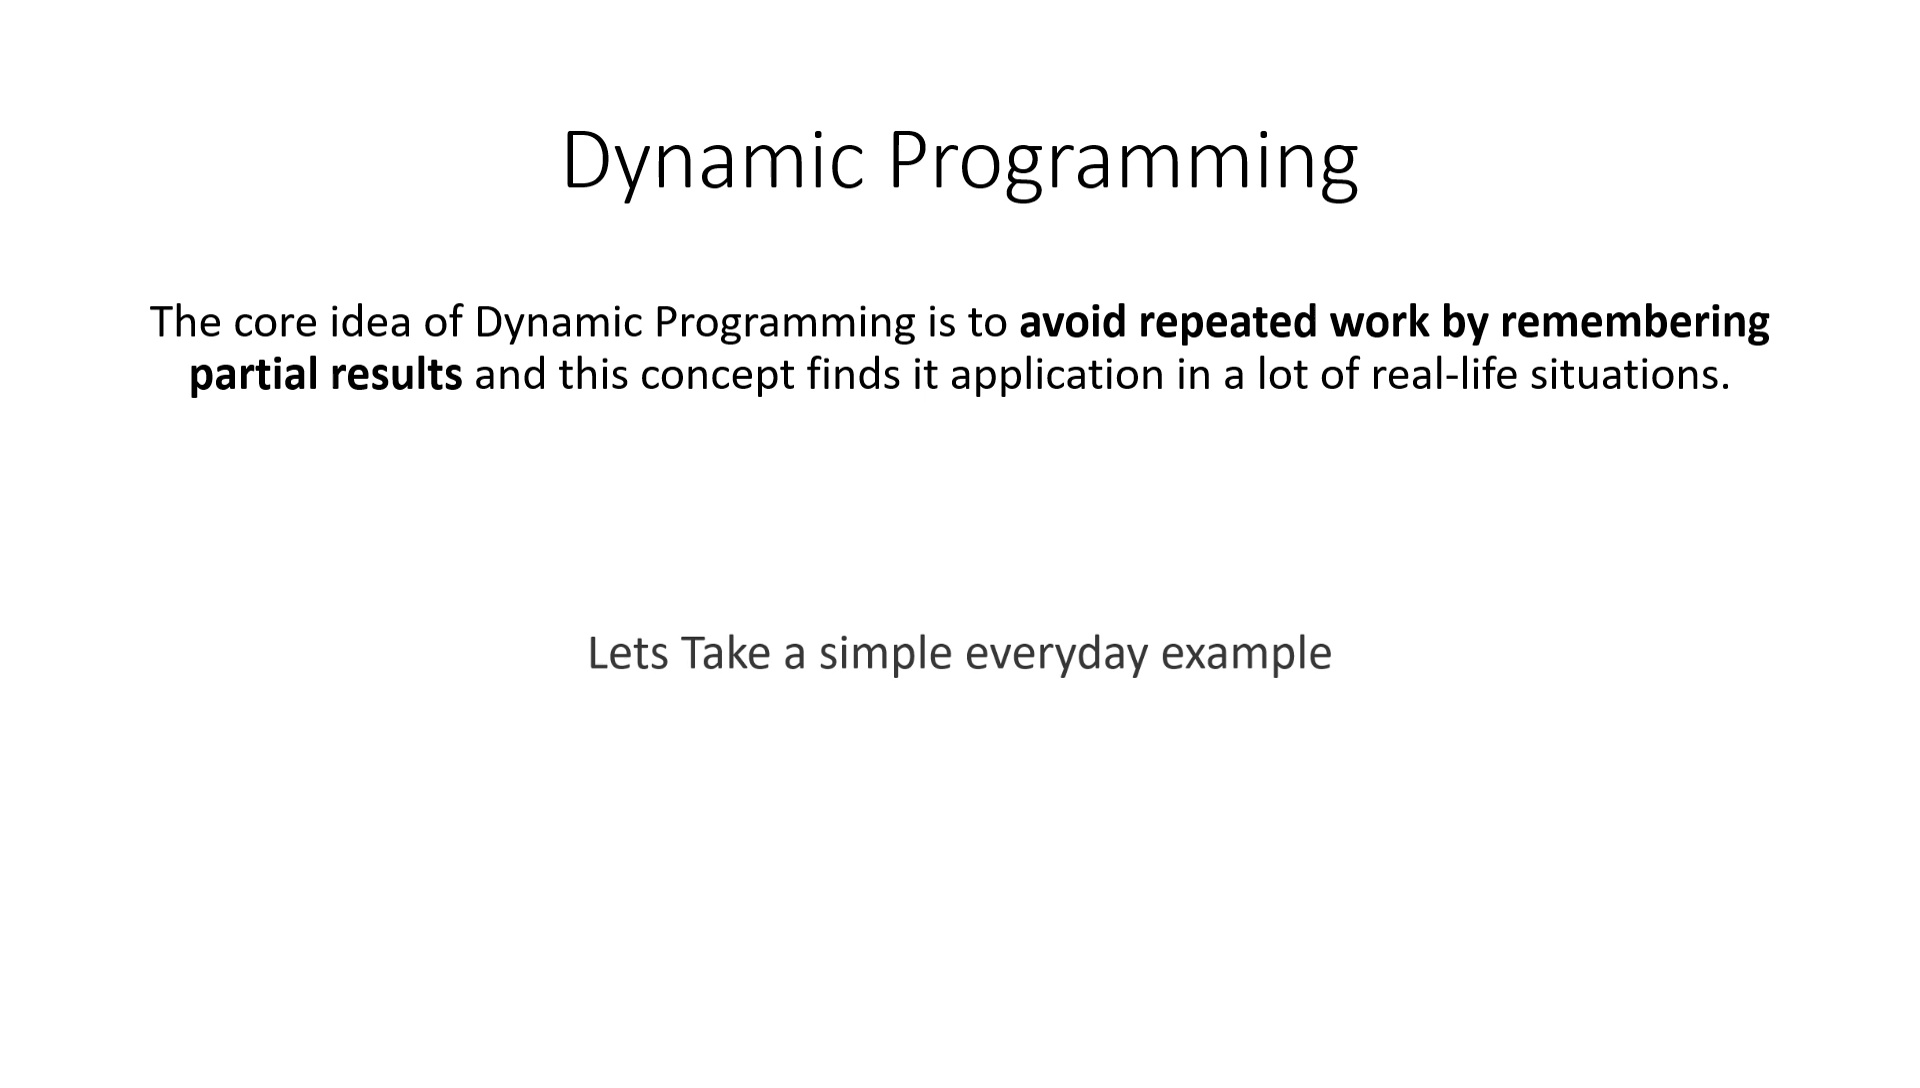 Dynamic Programming
The core idea of Dynamic Programming is to avoid repeated work by remembering
partial results and this concept finds it application in a lot of real-life situations.
Lets Take a simple everyday example